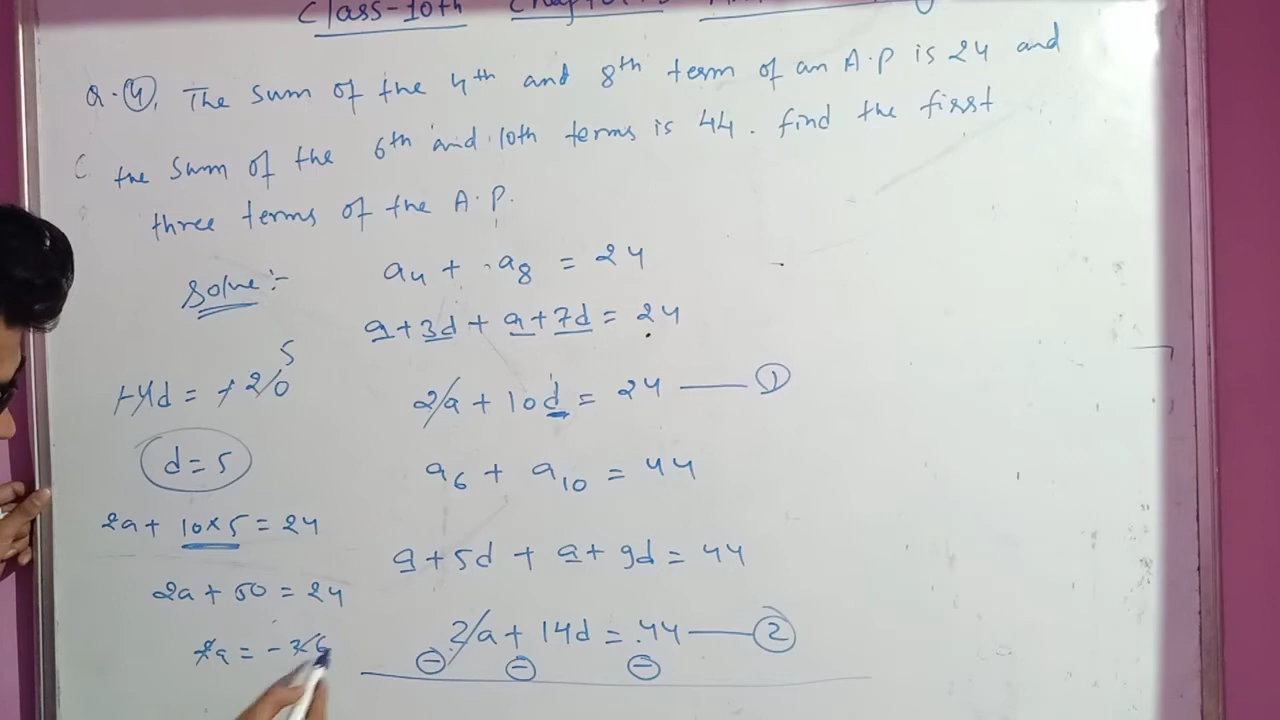 Class-10th
Q.4. The sum of the 4th and 8th term of an A.P is 24 and
the sum of the 6th and 10th terms is 44. find the first
three terms of the A.P.
Solve:-
a4 + a8 = 24
a+3d + a+7d = 24
2a + 10d = 24 —— 1
a6 + a10 = 44
a+5d + a+9d = 44
2a + 14d = 44 —— 2
⊖ ⊖ ⊖
+4d = +20 5
d = 5
2a + 10×5 = 24
2a + 50 = 24
2a = -